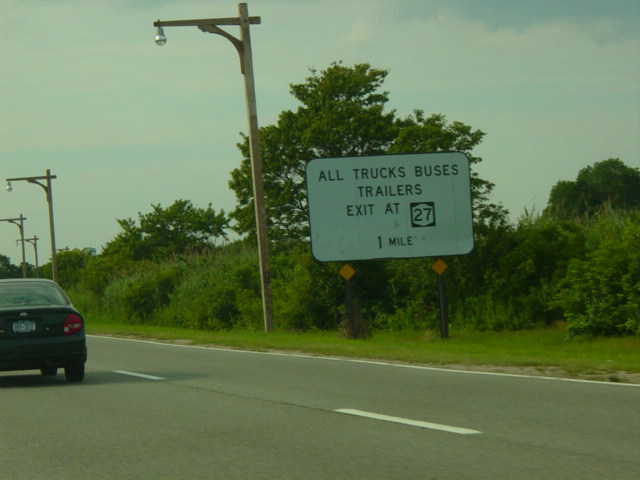 ALL TRUCKS BUSES
TRAILERS
EXIT AT 27
1 MILE